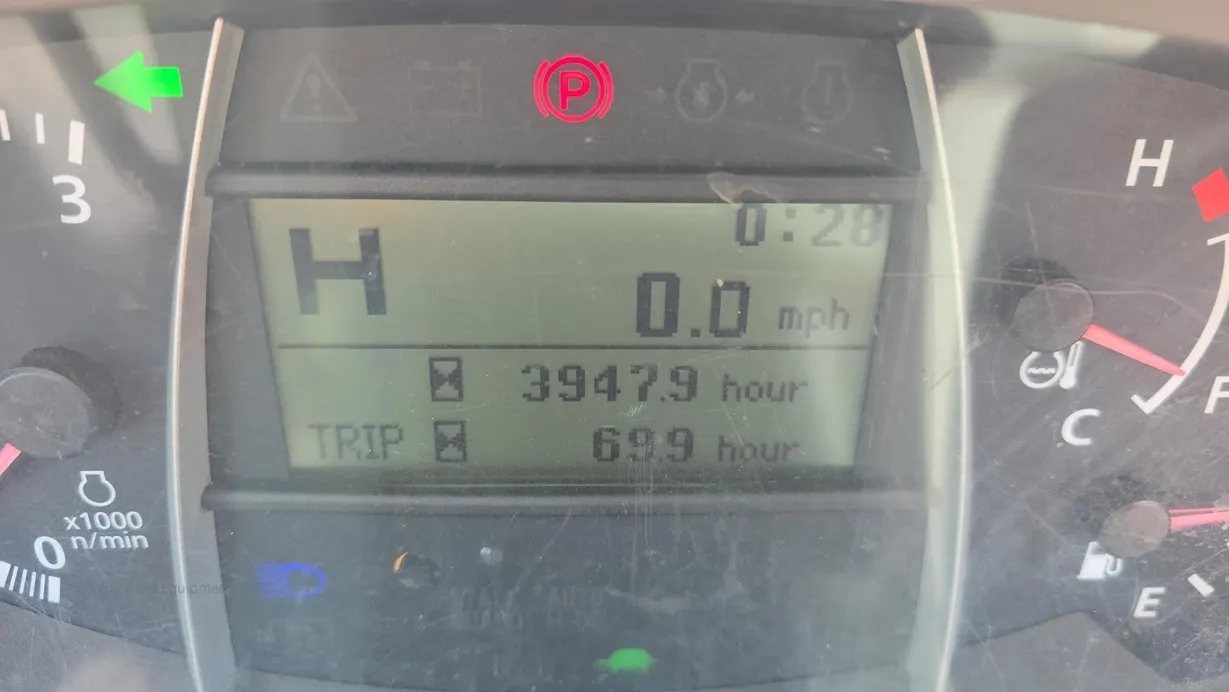 P
3
H
0:28
0.0 mph
3947.9 hour
TRIP 69.9 hour
x1000
n/min
0
H
C
F
E